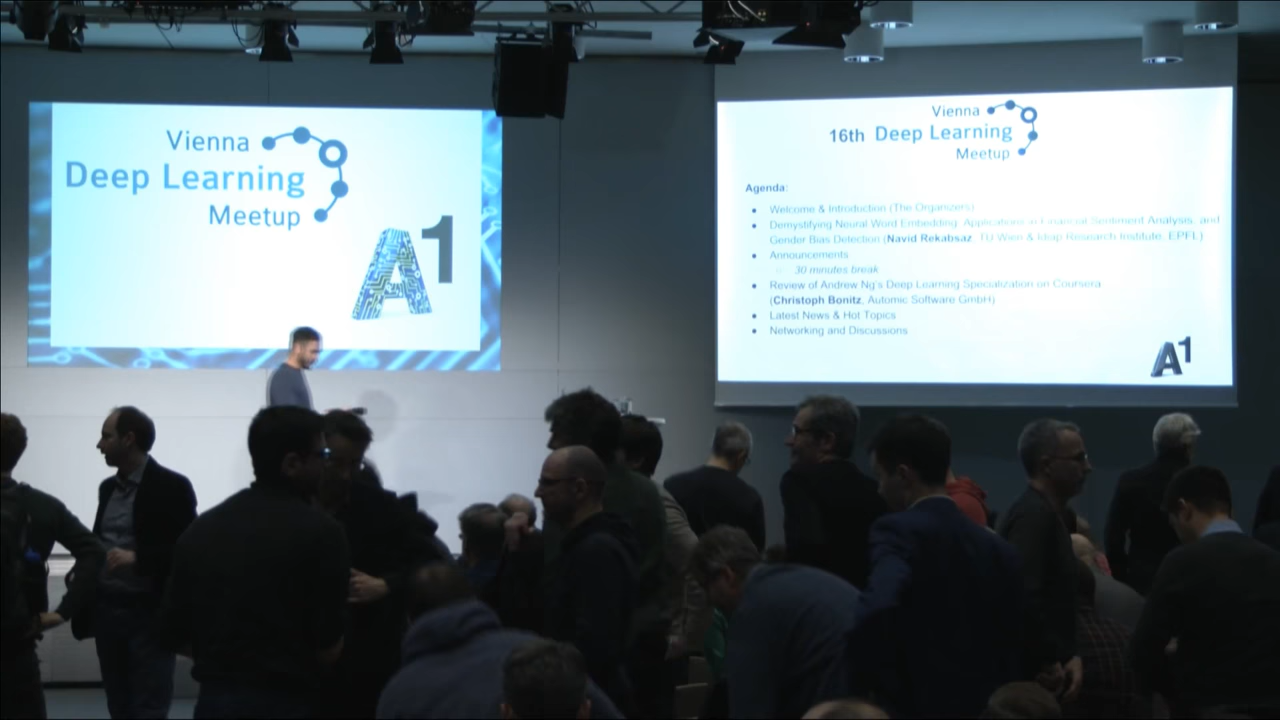 Vienna
Deep Learning
Meetup
A1
Vienna
16th Deep Learning
Meetup
Agenda:
Welcome & Introduction (The Organizers)
Demystifying Neural Word Embedding: Applications in Financial Sentiment Analysis, and
Gender Bias Detection (Navid Rekabsaz, TU Wien & Idiap Research Institute, EPFL)
Announcements
30 minutes break
Review of Andrew Ng's Deep Learning Specialization on Coursera
(Christoph Bonitz, Automic Software GmbH)
Latest News & Hot Topics
Networking and Discussions
A1